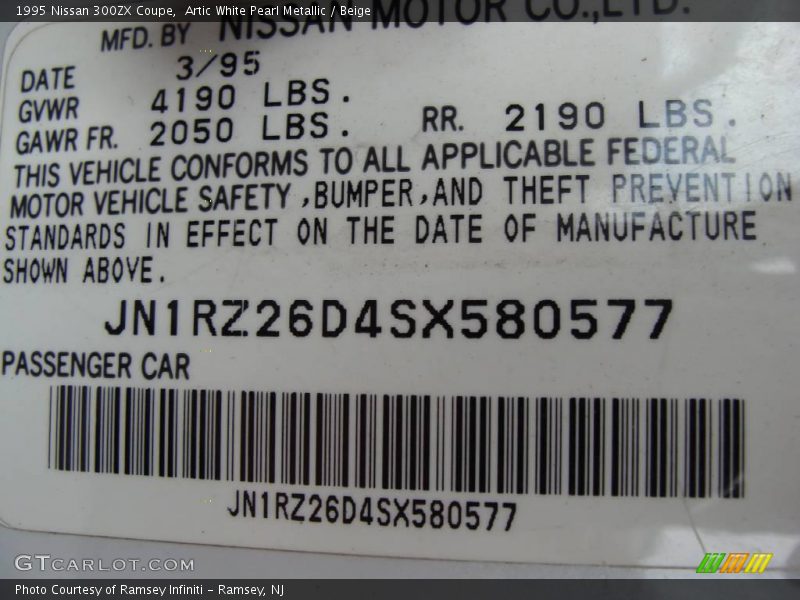 1995 Nissan 300ZX Coupe,  Artic White Pearl Metallic / Beige
MFD. BY NISSAN MOTOR CO.,LTD.
DATE 3/95
GVWR 4190 LBS.
GAWR FR. 2050 LBS. RR. 2190 LBS.
THIS VEHICLE CONFORMS TO ALL APPLICABLE FEDERAL
MOTOR VEHICLE SAFETY ,BUMPER,AND THEFT PREVENTION
STANDARDS IN EFFECT ON THE DATE OF MANUFACTURE
SHOWN ABOVE.
JN1RZ26D4SX580577
PASSENGER CAR
JN1RZ26D4SX580577
GTCARLOT.COM
Photo Courtesy of Ramsey Infiniti – Ramsey, NJ